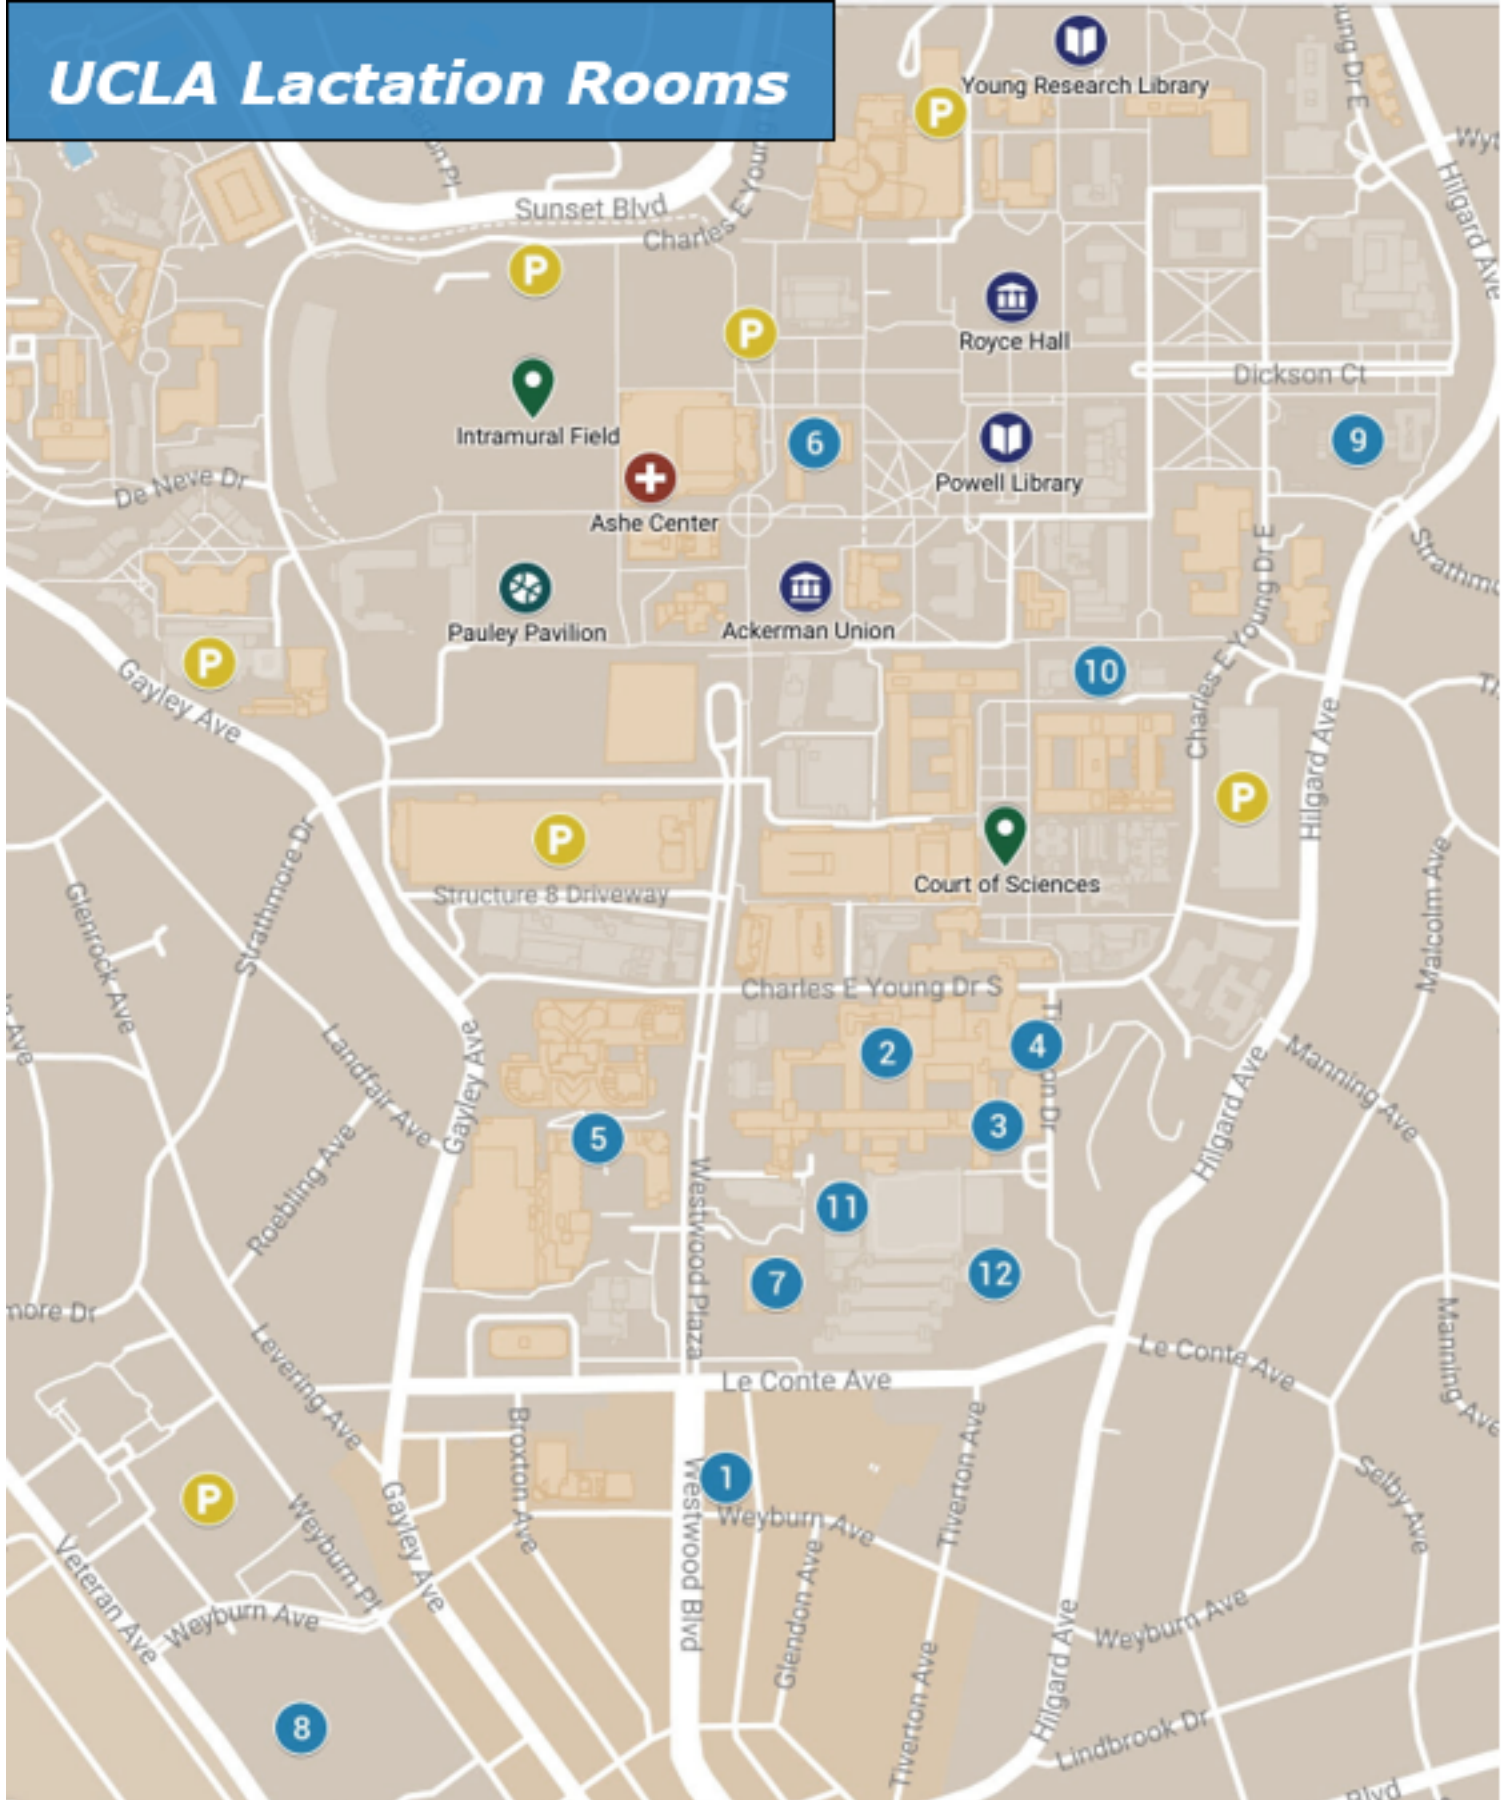 UCLA Lactation Rooms
Young Research Library
P
Sunset Blvd
Charles E Young
Hilgard Ave
P
P
Royce Hall
Dickson Ct
Intramural Field
6
9
Powell Library
De Neve Dr
Ashe Center
Charles E Young Dr E
Pauley Pavilion
Ackerman Union
P
10
Gayley Ave
Hilgard Ave
P
P
Court of Sciences
Structure 8 Driveway
Strathmore Dr
Glenrock Ave
Malcolm Ave
Charles E Young Dr S
2
4
3
5
Landfair Ave
Gayley Ave
Roebling Ave
Manning Ave
Hilgard Ave
Westwood Plaza
11
12
7
more Dr
Levering Ave
Le Conte Ave
Le Conte Ave
Manning Ave
Broxton Ave
1
Westwood Blvd
Weyburn Ave
Tiverton Ave
Selby Ave
P
Weyburn Pl
Gayley Ave
Glendon Ave
Veteran Ave
Weyburn Ave
Weyburn Ave
Hilgard Ave
Tiverton Ave
Lindbrook Dr
8
Blvd